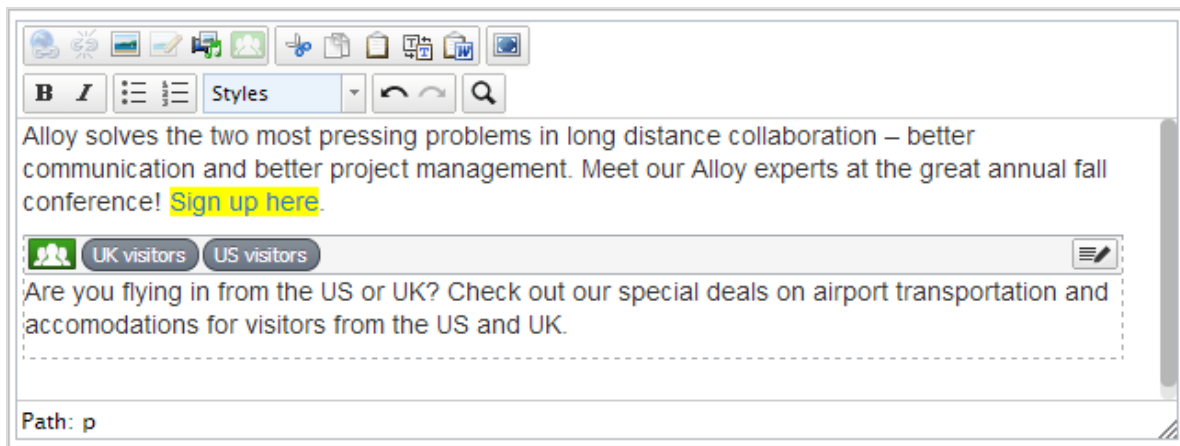 B I Styles
Alloy solves the two most pressing problems in long distance collaboration – better
communication and better project management. Meet our Alloy experts at the great annual fall
conference! Sign up here.
UK visitors US visitors
Are you flying in from the US or UK? Check out our special deals on airport transportation and
accomodations for visitors from the US and UK.
Path: p